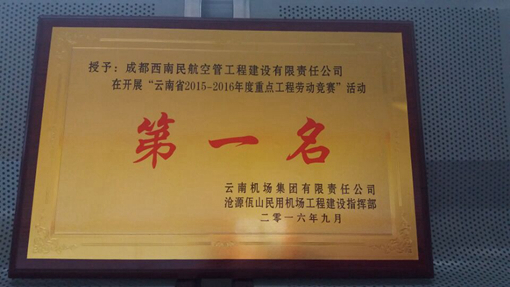 授予：成都西南民航空管工程建设有限责任公司
在开展“云南省2015-2016年度重点工程劳动竞赛”活动
第一名
云南机场集团有限责任公司
沧源佤山民用机场工程建设指挥部
二零一六年九月